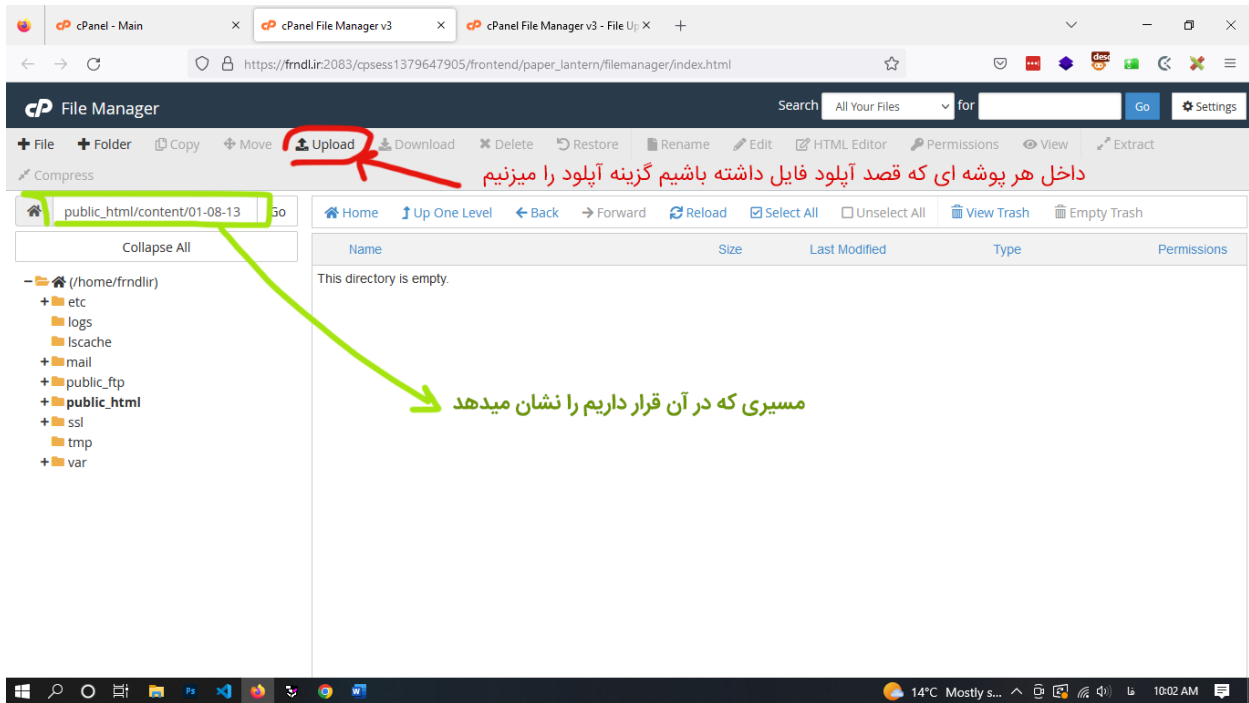 cPanel - Main
cPanel File Manager v3
cPanel File Manager v3 - File Up
https://frndl.ir:2083/cpsess1379647905/frontend/paper_lantern/filemanager/index.html
cP File Manager
Search All Your Files for Go Settings
File Folder Copy Move Upload Download Delete Restore Rename Edit HTML Editor Permissions View Extract
Compress
داخل هر پوشه ای که قصد آپلود فایل داشته باشیم گزینه آپلود را میزنیم
public_html/content/01-08-13 Go
Home Up One Level Back Forward Reload Select All Unselect All View Trash Empty Trash
Collapse All
Name Size Last Modified Type Permissions
This directory is empty.
(/home/frndlir)
etc
logs
lscache
mail
public_ftp
public_html
ssl
tmp
var
مسیری که در آن قرار داریم را نشان میدهد
14°C Mostly s... فا 10:02 AM